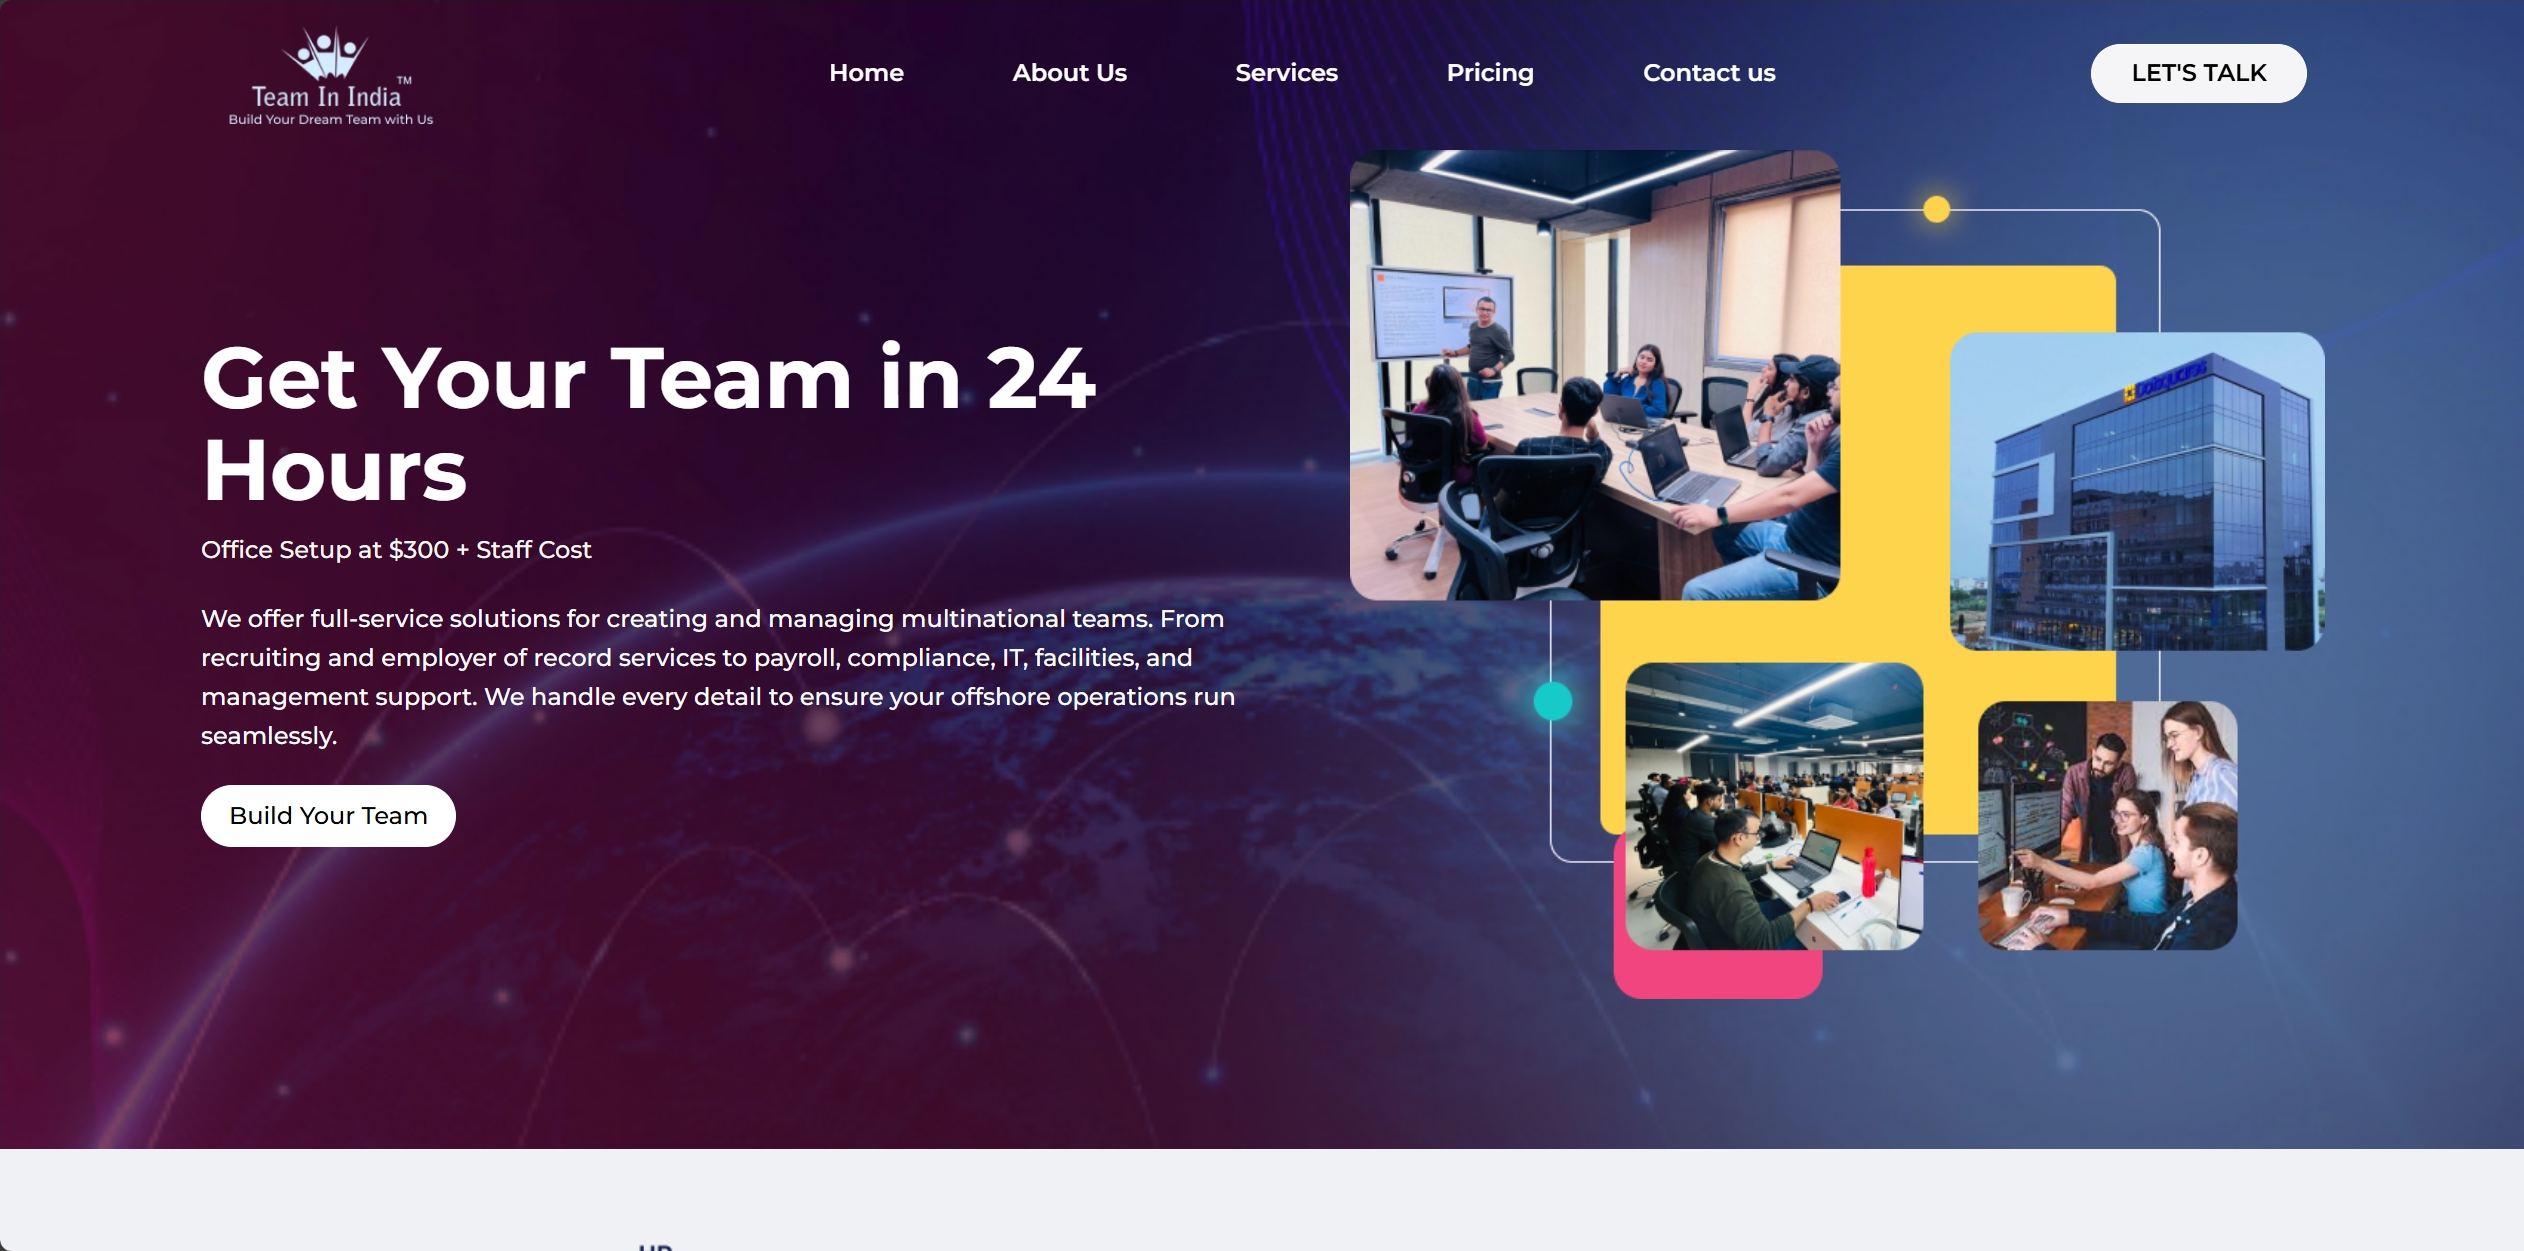 TM
Team In India
Build Your Dream Team with Us
Home
About Us
Services
Pricing
Contact us
LET'S TALK
Get Your Team in 24
Hours
Office Setup at $300 + Staff Cost
We offer full-service solutions for creating and managing multinational teams. From
recruiting and employer of record services to payroll, compliance, IT, facilities, and
management support. We handle every detail to ensure your offshore operations run
seamlessly.
Build Your Team